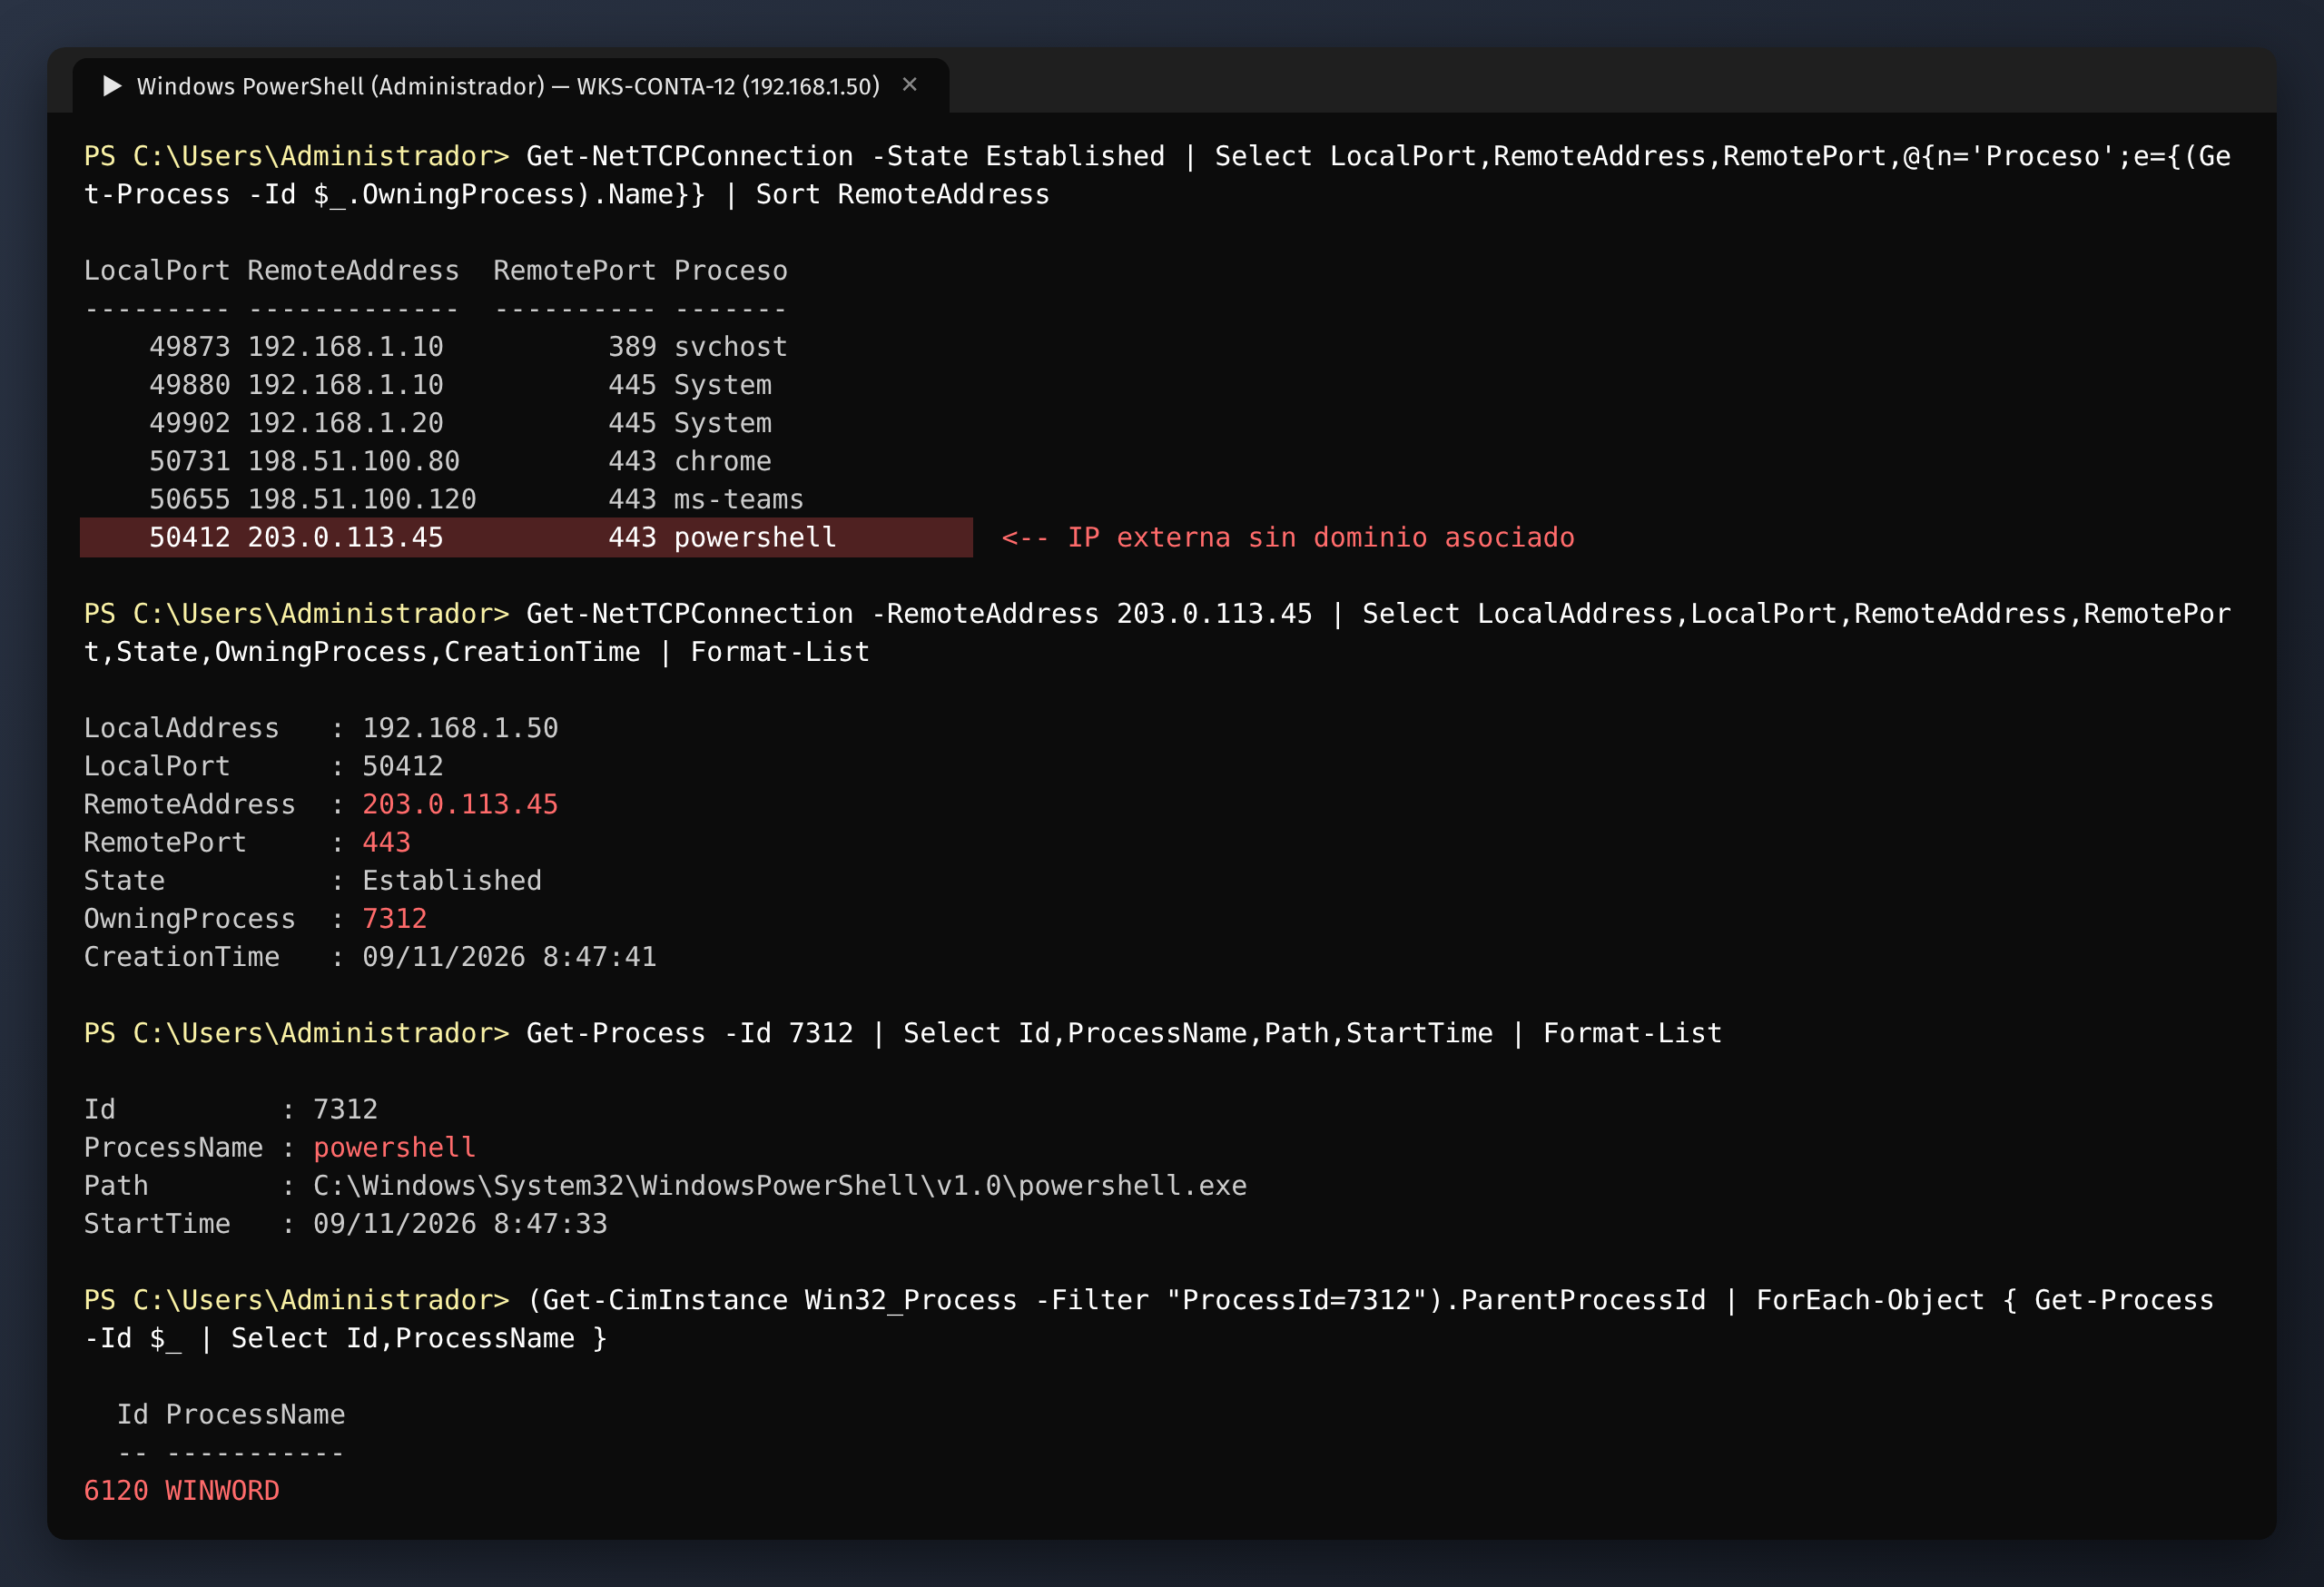 ▶ Windows PowerShell (Administrador) — WKS-CONTA-12 (192.168.1.50) ✕
PS C:\Users\Administrador> Get-NetTCPConnection -State Established | Select LocalPort,RemoteAddress,RemotePort,@{n='Proceso';e={(Ge
t-Process -Id $_.OwningProcess).Name}} | Sort RemoteAddress
LocalPort RemoteAddress  RemotePort Proceso
--------- -------------  ---------- -------
    49873 192.168.1.10          389 svchost
    49880 192.168.1.10          445 System
    49902 192.168.1.20          445 System
    50731 198.51.100.80         443 chrome
    50655 198.51.100.120        443 ms-teams
    50412 203.0.113.45          443 powershell          <-- IP externa sin dominio asociado
PS C:\Users\Administrador> Get-NetTCPConnection -RemoteAddress 203.0.113.45 | Select LocalAddress,LocalPort,RemoteAddress,RemotePor
t,State,OwningProcess,CreationTime | Format-List
LocalAddress   : 192.168.1.50
LocalPort      : 50412
RemoteAddress  : 203.0.113.45
RemotePort     : 443
State          : Established
OwningProcess  : 7312
CreationTime   : 09/11/2026 8:47:41
PS C:\Users\Administrador> Get-Process -Id 7312 | Select Id,ProcessName,Path,StartTime | Format-List
Id          : 7312
ProcessName : powershell
Path        : C:\Windows\System32\WindowsPowerShell\v1.0\powershell.exe
StartTime   : 09/11/2026 8:47:33
PS C:\Users\Administrador> (Get-CimInstance Win32_Process -Filter "ProcessId=7312").ParentProcessId | ForEach-Object { Get-Process
-Id $_ | Select Id,ProcessName }
  Id ProcessName
  -- -----------
6120 WINWORD